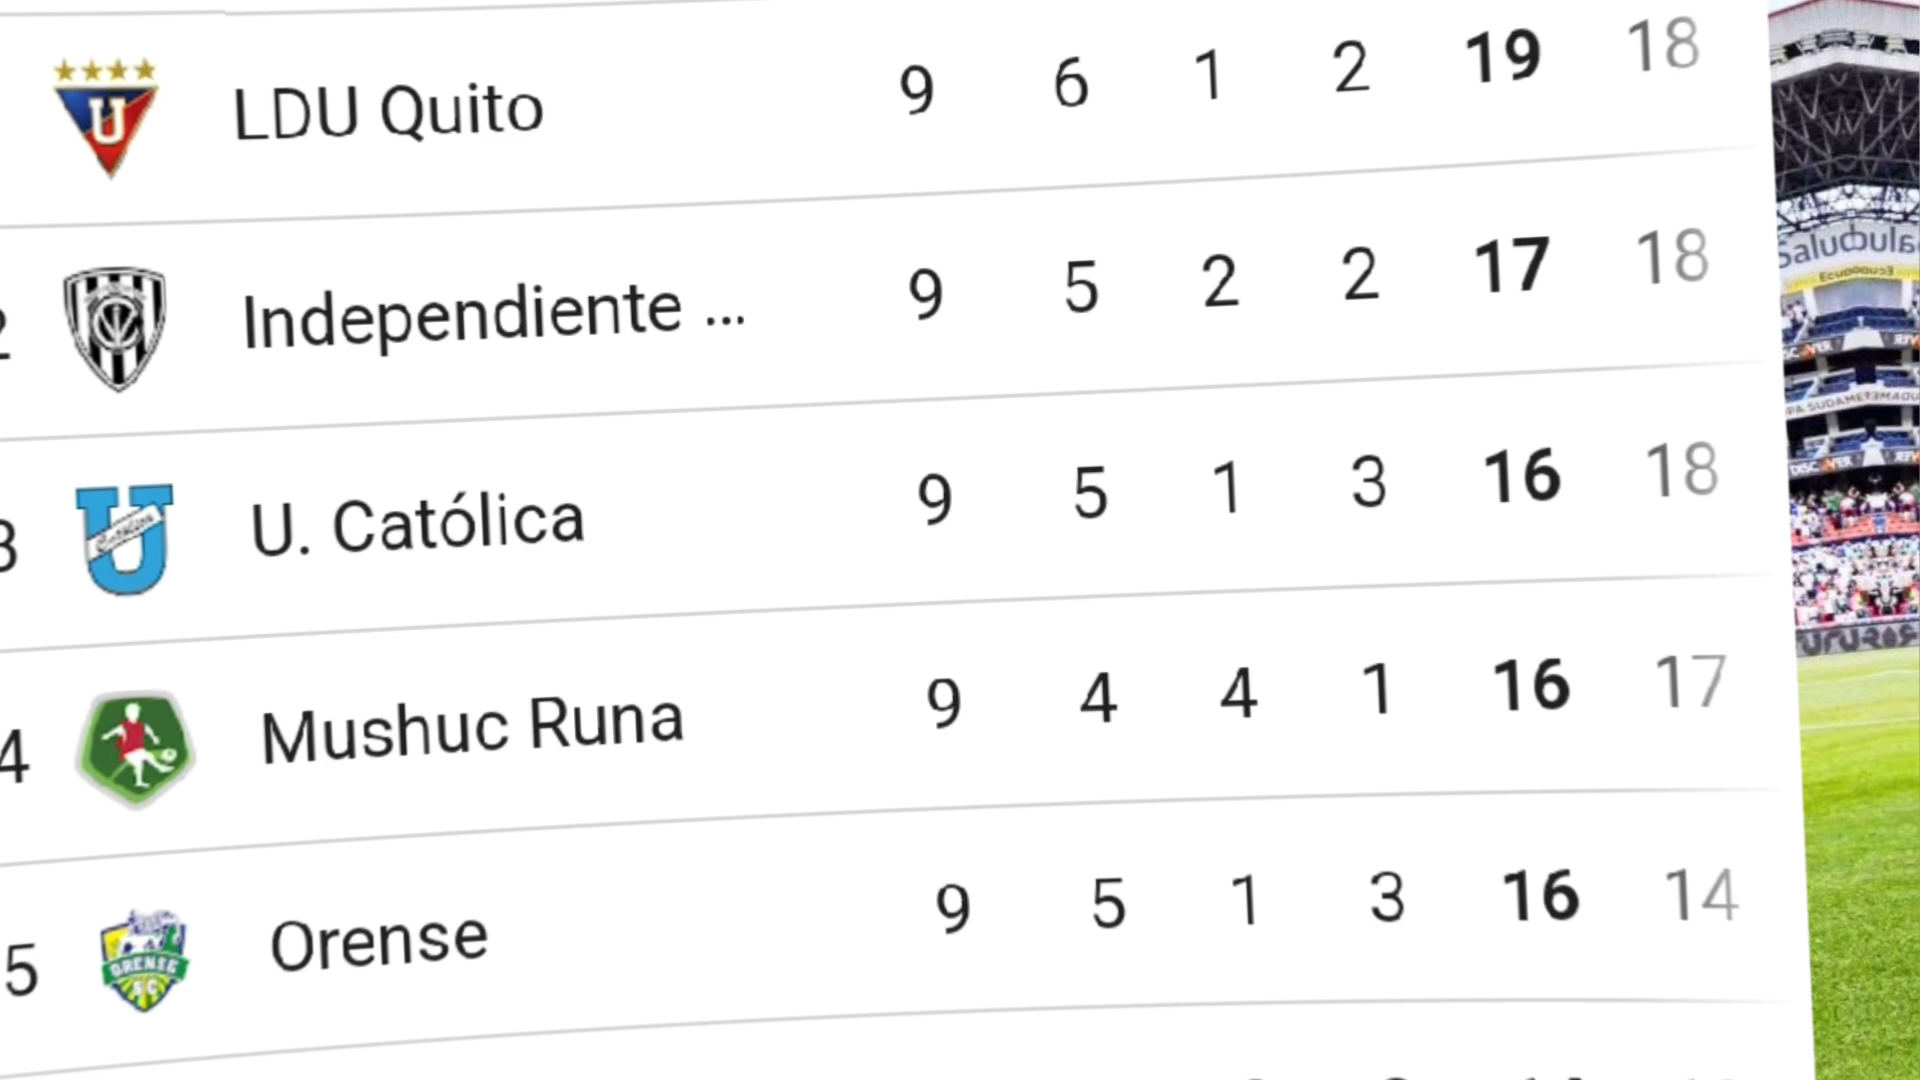 LDU Quito 9 6 1 2 19 18
2 Independiente ... 9 5 2 2 17 18
3 U. Católica 9 5 1 3 16 18
4 Mushuc Runa 9 4 4 1 16 17
5 Orense 9 5 1 3 16 14
U
ORENSE
SC